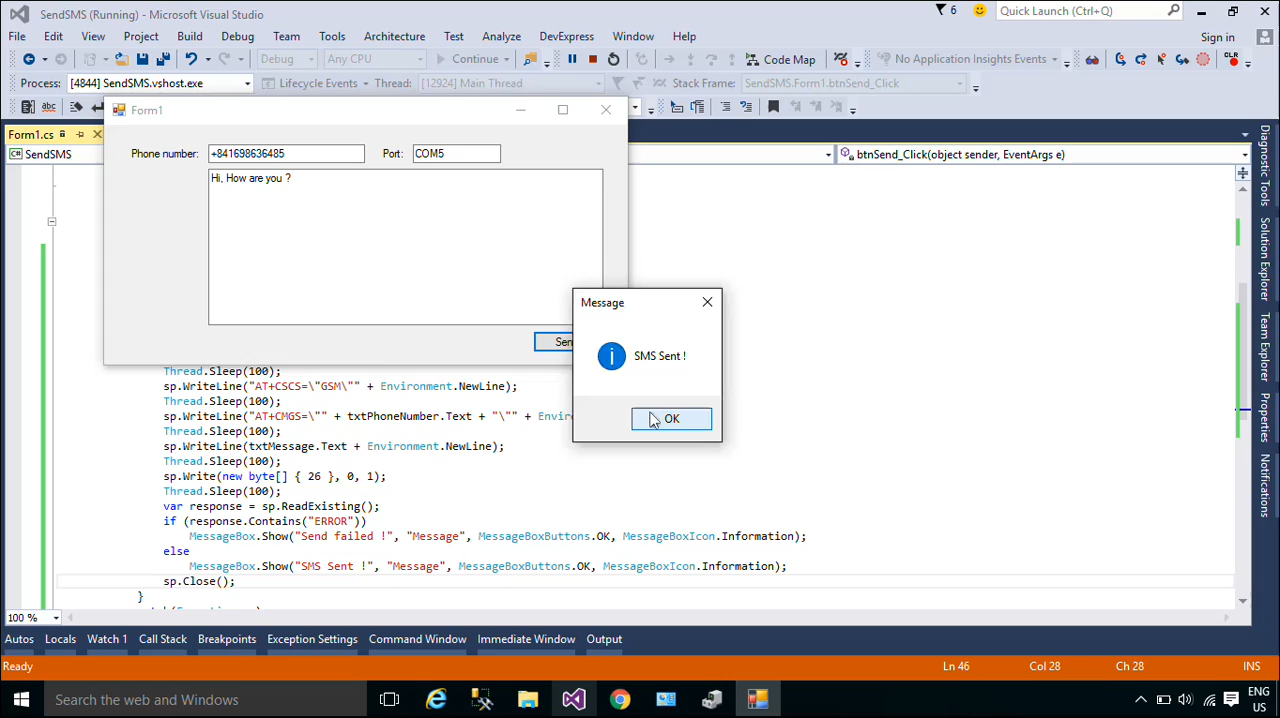 SendSMS (Running) - Microsoft Visual Studio
6
Quick Launch (Ctrl+Q)
File Edit View Project Build Debug Team Tools Architecture Test Analyze DevExpress Window Help
Sign in
Debug Any CPU Continue Code Map No Application Insights Events CLR
Process: [4844] SendSMS.vshost.exe Lifecycle Events Thread: [12924] Main Thread Stack Frame: SendSMS.Form1.btnSend_Click
abc
Form1
Form1.cs
C# SendSMS
btnSend_Click(object sender, EventArgs e)
Phone number: +841698636485 Port: COM5
Hi, How are you ?
Message
i SMS Sent !
OK
Thread.Sleep(100);
sp.WriteLine("AT+CSCS=\"GSM\"" + Environment.NewLine);
Thread.Sleep(100);
sp.WriteLine("AT+CMGS=\"" + txtPhoneNumber.Text + "\"" +
Thread.Sleep(100);
sp.WriteLine(txtMessage.Text + Environment.NewLine);
Thread.Sleep(100);
sp.Write(new byte[] { 26 }, 0, 1);
Thread.Sleep(100);
var response = sp.ReadExisting();
if (response.Contains("ERROR"))
MessageBox.Show("Send failed !", "Message", MessageBoxButtons.OK, MessageBoxIcon.Information);
else
MessageBox.Show("SMS Sent !", "Message", MessageBoxButtons.OK, MessageBoxIcon.Information);
sp.Close();
}
Diagnostic Tools
Solution Explorer
Team Explorer
Properties
Notifications
100 %
Autos Locals Watch 1 Call Stack Breakpoints Exception Settings Command Window Immediate Window Output
Ready Ln 46 Col 28 Ch 28 INS
Search the web and Windows
ENG
US